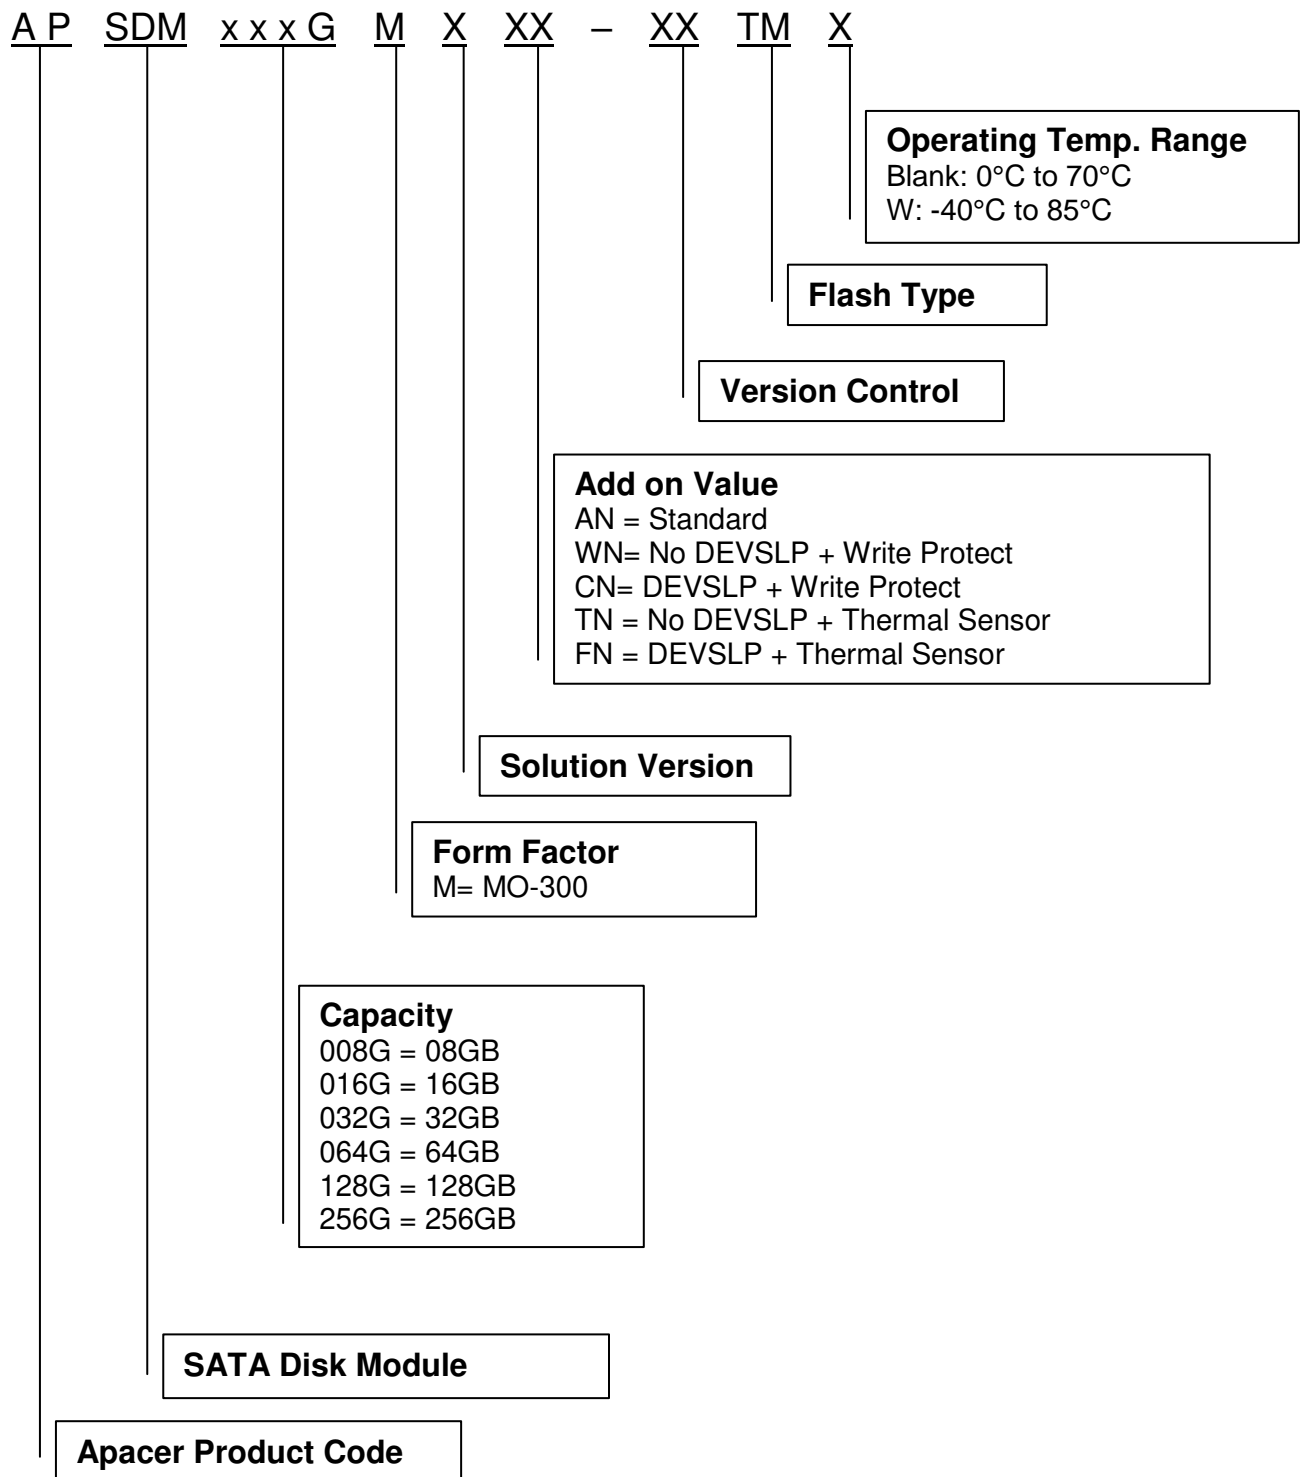 A P SDM x x x G M X XX – XX TM X
Operating Temp. Range
Blank: 0°C to 70°C
W: -40°C to 85°C
Flash Type
Version Control
Add on Value
AN = Standard
WN= No DEVSLP + Write Protect
CN= DEVSLP + Write Protect
TN = No DEVSLP + Thermal Sensor
FN = DEVSLP + Thermal Sensor
Solution Version
Form Factor
M= MO-300
Capacity
008G = 08GB
016G = 16GB
032G = 32GB
064G = 64GB
128G = 128GB
256G = 256GB
SATA Disk Module
Apacer Product Code